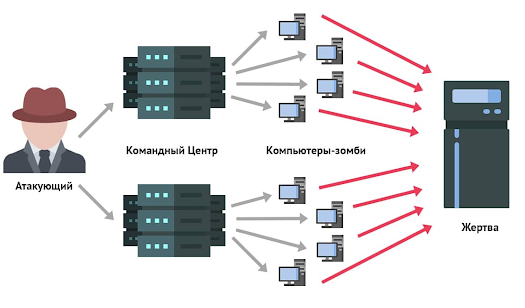 Атакующий
Командный Центр
Компьютеры-зомби
Жертва